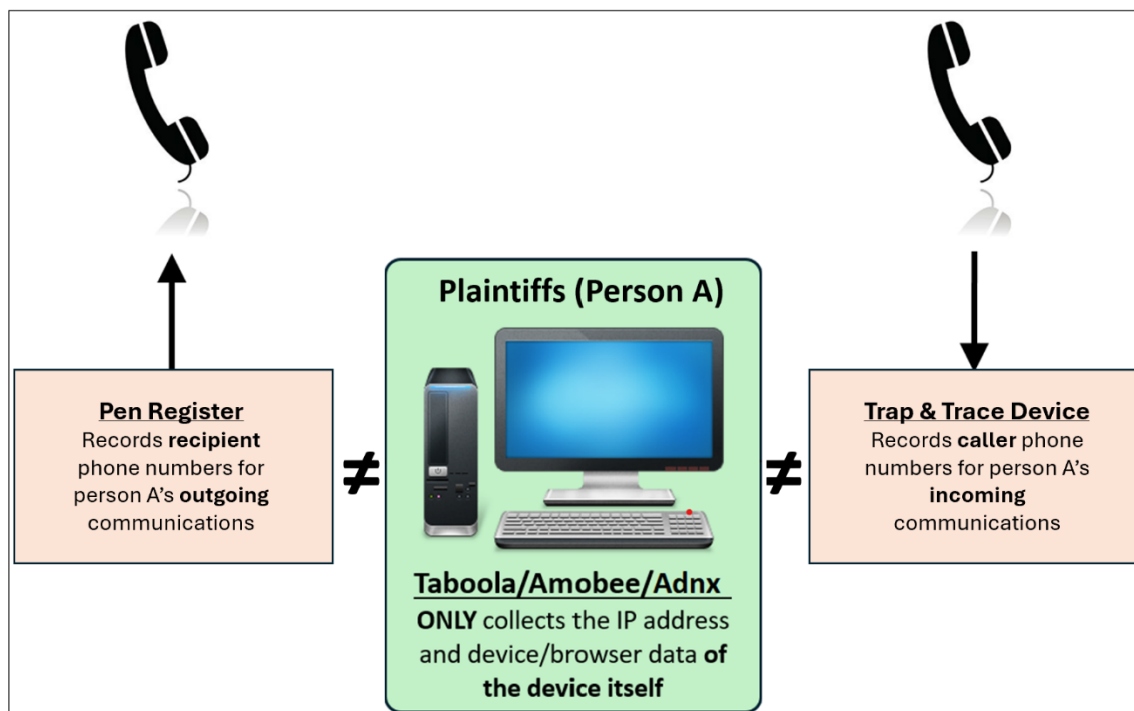 Plaintiffs (Person A)
Pen Register
Records recipient
phone numbers for
person A's outgoing
communications
≠
Taboola/Amobee/Adnx
ONLY collects the IP address
and device/browser data of
the device itself
≠
Trap & Trace Device
Records caller phone
numbers for person A's
incoming
communications